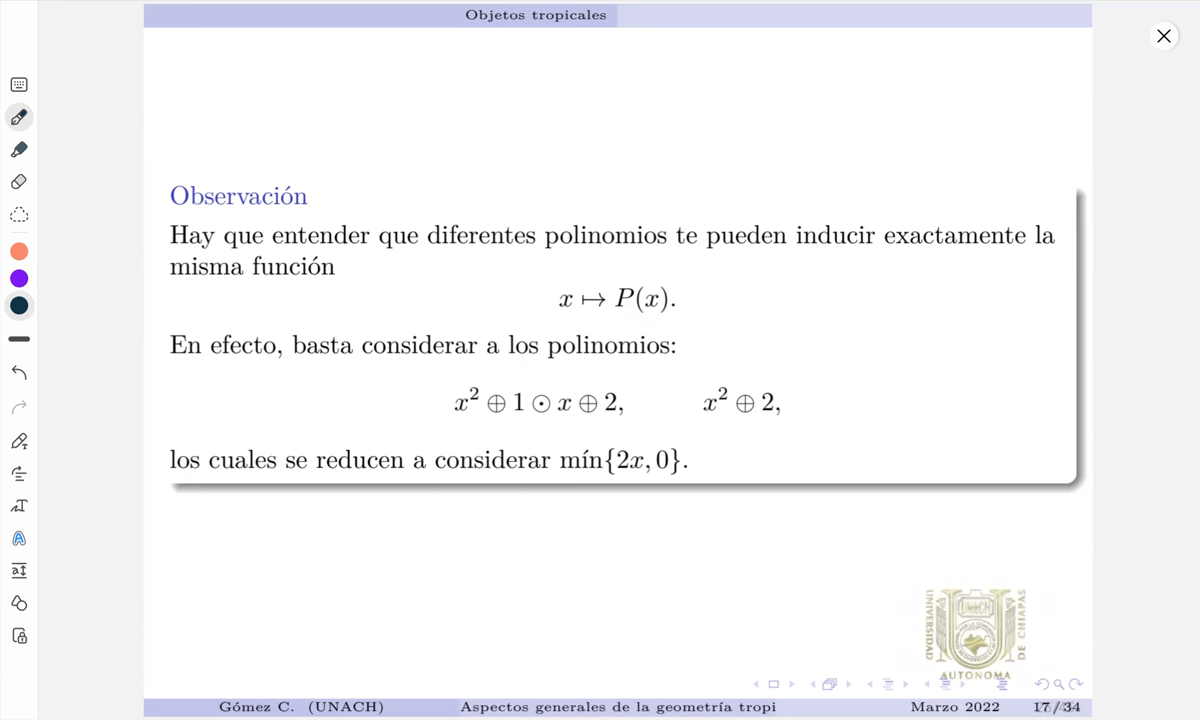 Objetos tropicales
Observación
Hay que entender que diferentes polinomios te pueden inducir exactamente la
misma función
x ↦ P(x).
En efecto, basta considerar a los polinomios:
x² ⊕ 1 ⊙ x ⊕ 2, x² ⊕ 2,
los cuales se reducen a considerar mín{2x, 0}.
UNIVERSIDAD
UNACH
DE CHIAPAS
AUTONOMA
Gómez C. (UNACH) Aspectos generales de la geometría tropi Marzo 2022 17/34